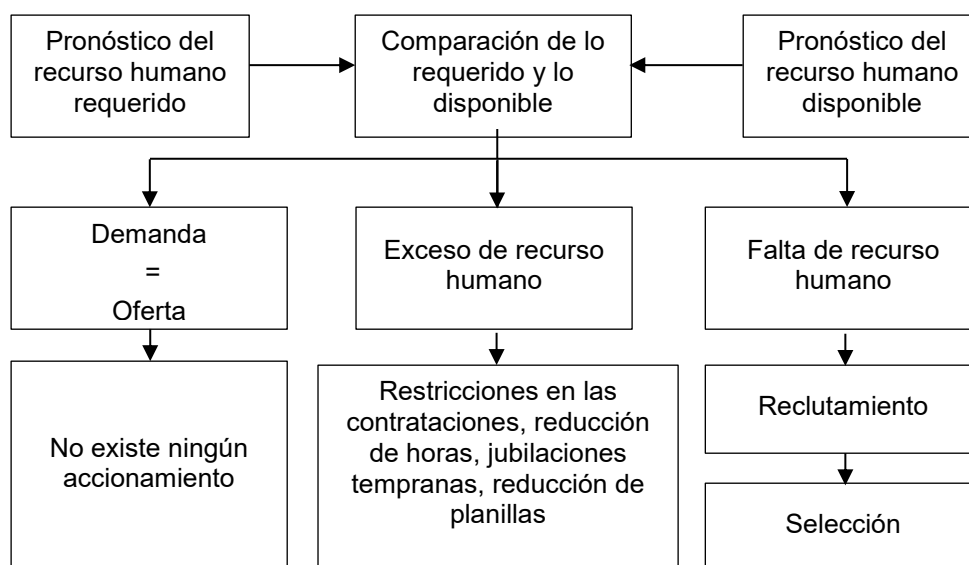 Pronóstico del
recurso humano
requerido
Comparación de lo
requerido y lo
disponible
Pronóstico del
recurso humano
disponible
Demanda
=
Oferta
Exceso de recurso
humano
Falta de recurso
humano
No existe ningún
accionamiento
Restricciones en las
contrataciones, reducción
de horas, jubilaciones
tempranas, reducción de
planillas
Reclutamiento
Selección